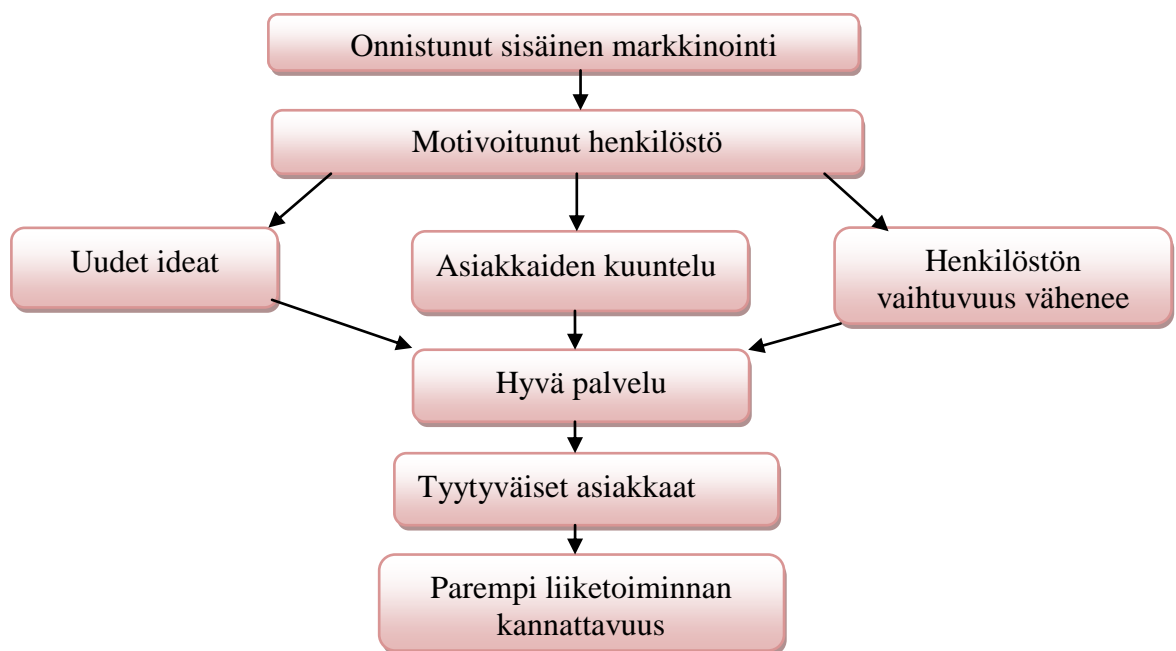 Onnistunut sisäinen markkinointi
Motivoitunut henkilöstö
Uudet ideat
Asiakkaiden kuuntelu
Henkilöstön
vaihtuvuus vähenee
Hyvä palvelu
Tyytyväiset asiakkaat
Parempi liiketoiminnan
kannattavuus